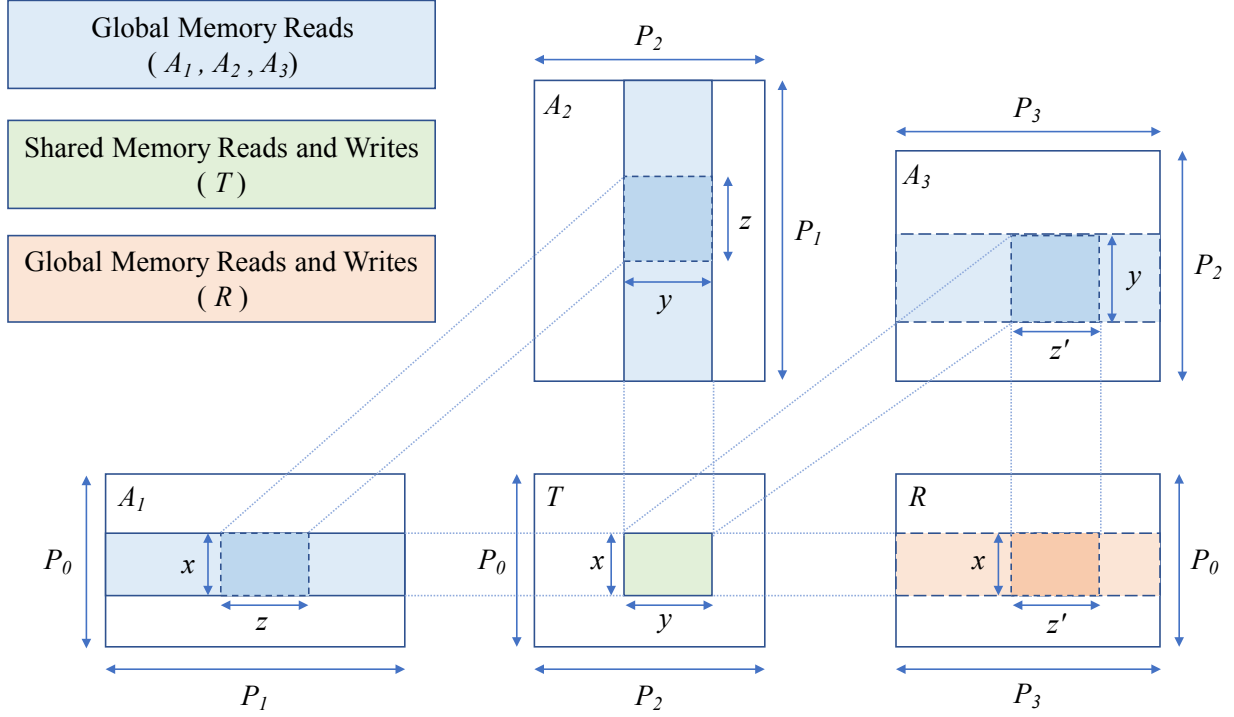 Global Memory Reads
( A₁ , A₂ , A₃)
Shared Memory Reads and Writes
( T )
Global Memory Reads and Writes
( R )
P₂
A₂
z
y
P₁
P₃
A₃
y
z'
P₂
A₁
P₀
x
z
P₁
T
P₀
x
y
P₂
R
x
z'
P₀
P₃